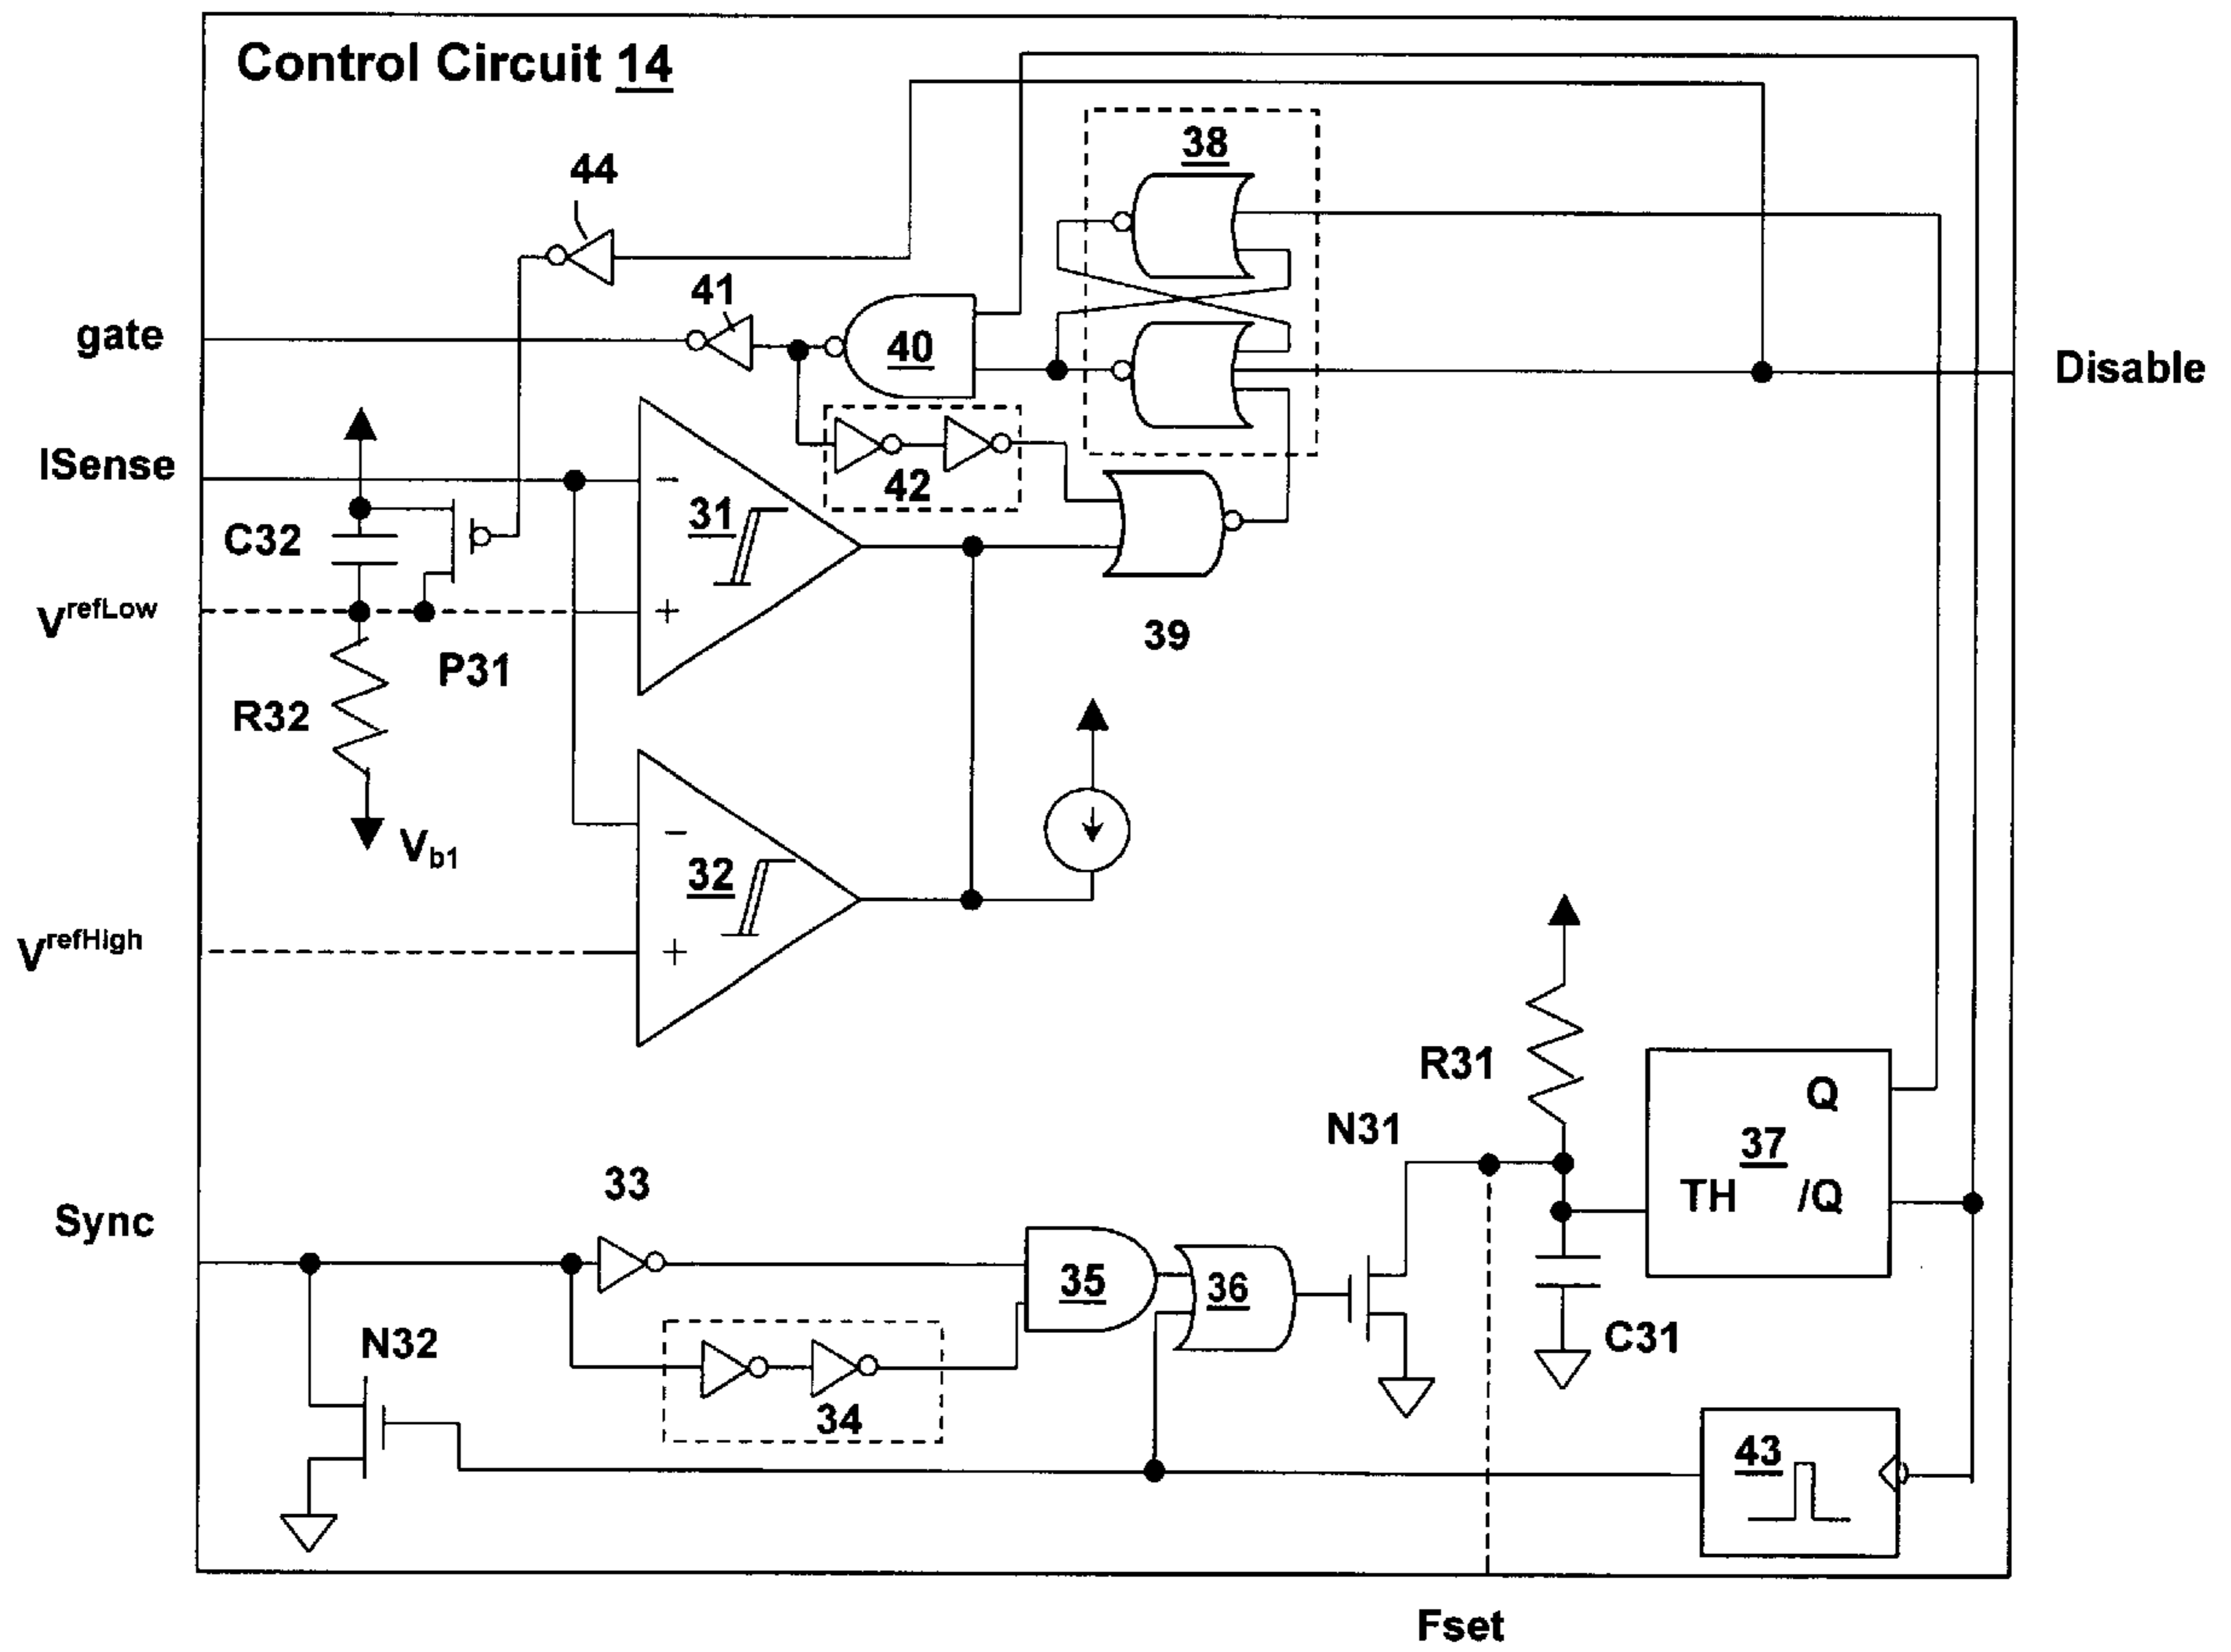 Control Circuit 14
38
44
41
gate
40
Disable
ISense
42
31
C32
VrefLow
39
P31
R32
32
Vb1
VrefHigh
R31
Q
N31
37
33
TH /Q
Sync
35
36
N32
C31
34
43
Fset
− + − +